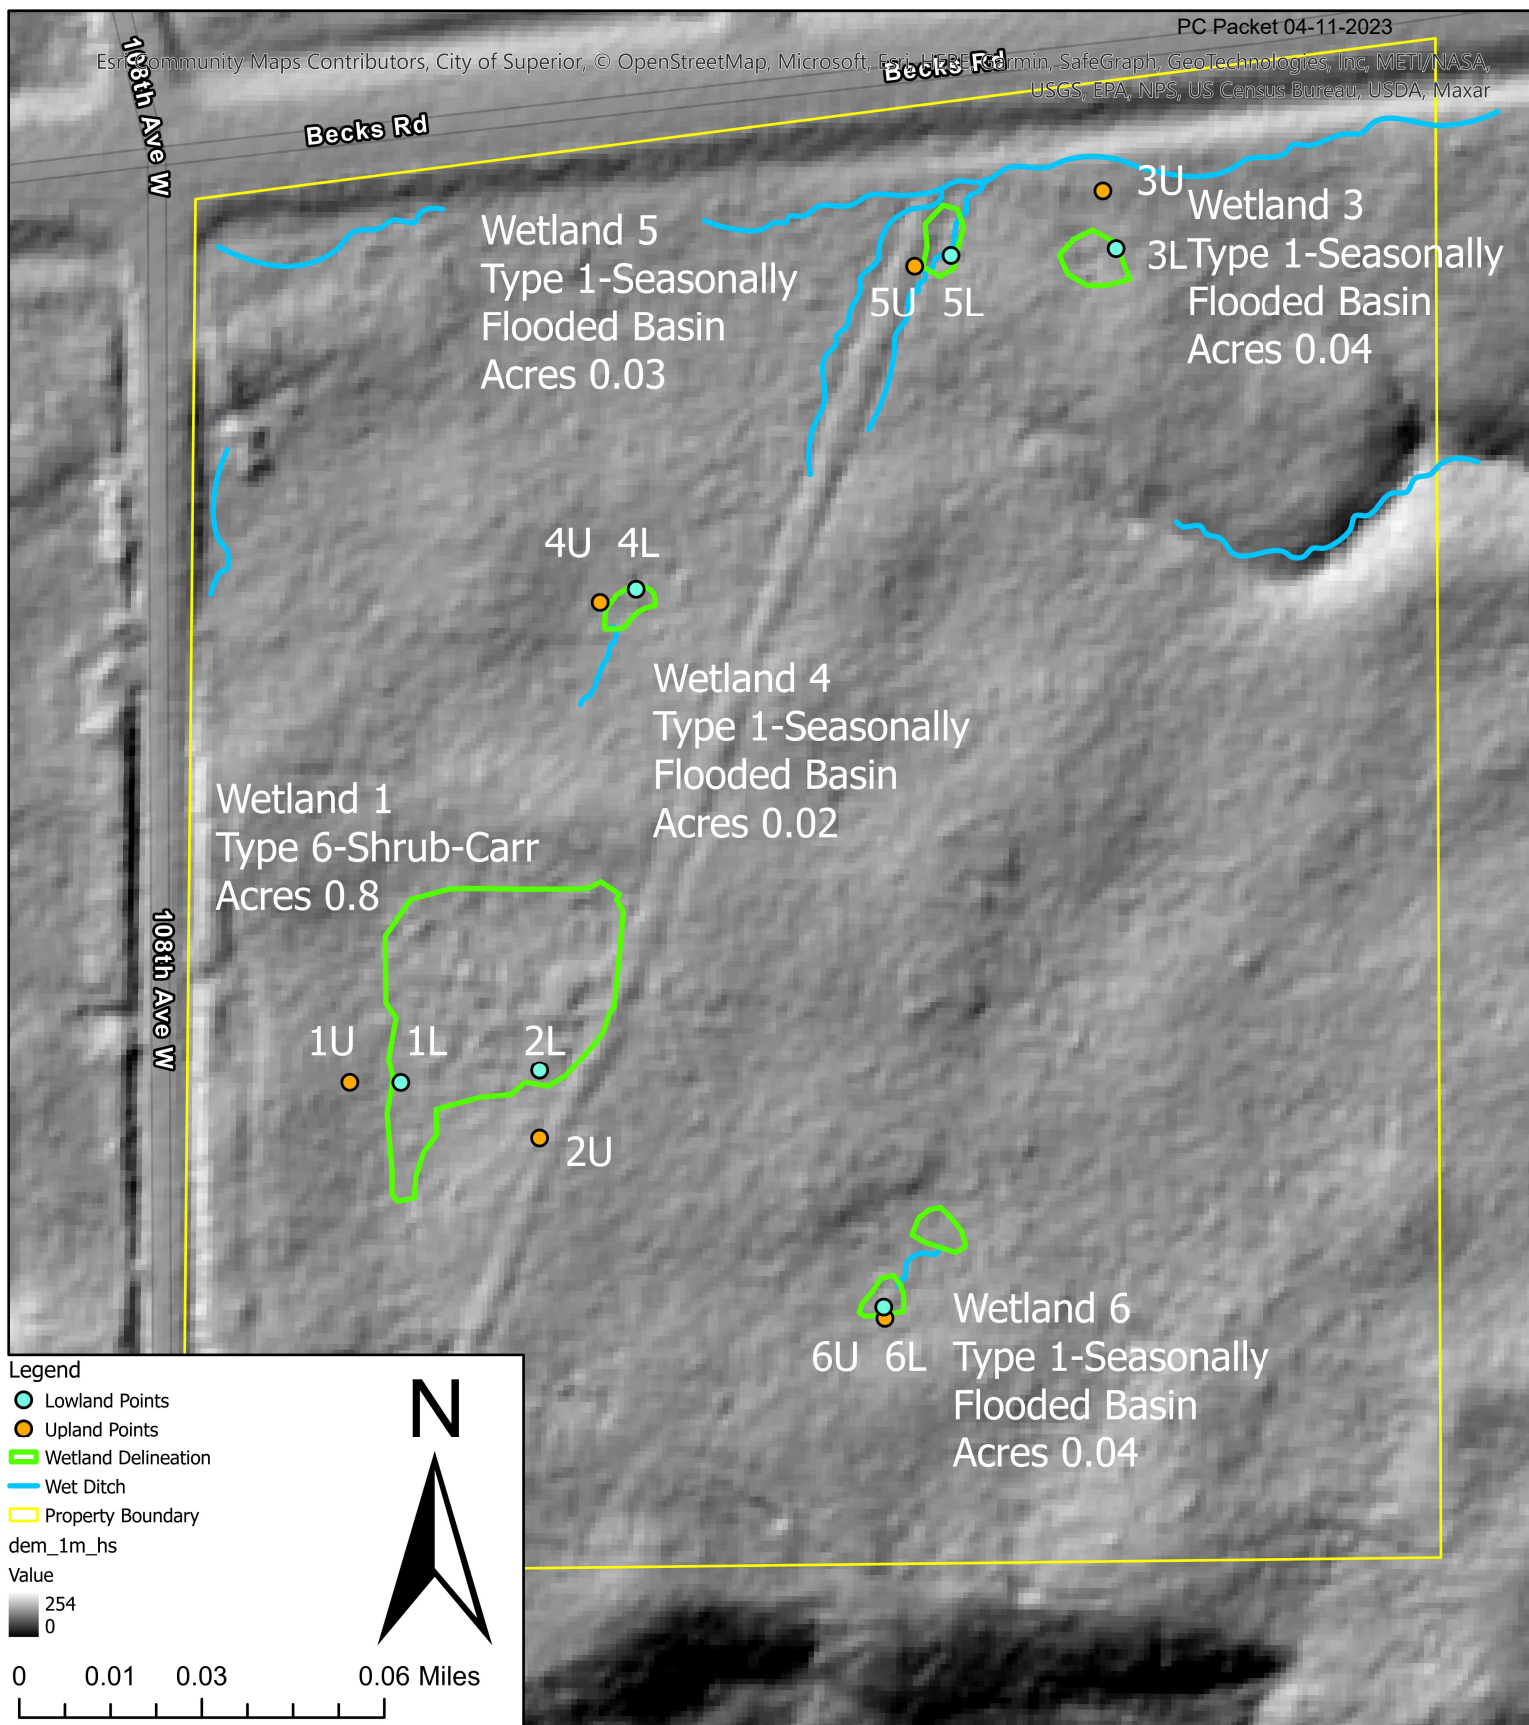 PC Packet 04-11-2023
Esri Community Maps Contributors, City of Superior, © OpenStreetMap, Microsoft, Esri, HERE, Garmin, SafeGraph, GeoTechnologies, Inc, METI/NASA,
USGS, EPA, NPS, US Census Bureau, USDA, Maxar
108th Ave W
Becks Rd
Becks Rd
3U
Wetland 3
3L
Type 1-Seasonally
Flooded Basin
Acres 0.04
Wetland 5
Type 1-Seasonally
Flooded Basin
Acres 0.03
5U 5L
4U 4L
Wetland 4
Type 1-Seasonally
Flooded Basin
Acres 0.02
Wetland 1
Type 6-Shrub-Carr
Acres 0.8
108th Ave W
1U 1L 2L
2U
Wetland 6
6U 6L
Type 1-Seasonally
Flooded Basin
Acres 0.04
Legend
Lowland Points
Upland Points
Wetland Delineation
Wet Ditch
Property Boundary
dem_1m_hs
Value
254
0
N
0 0.01 0.03 0.06 Miles